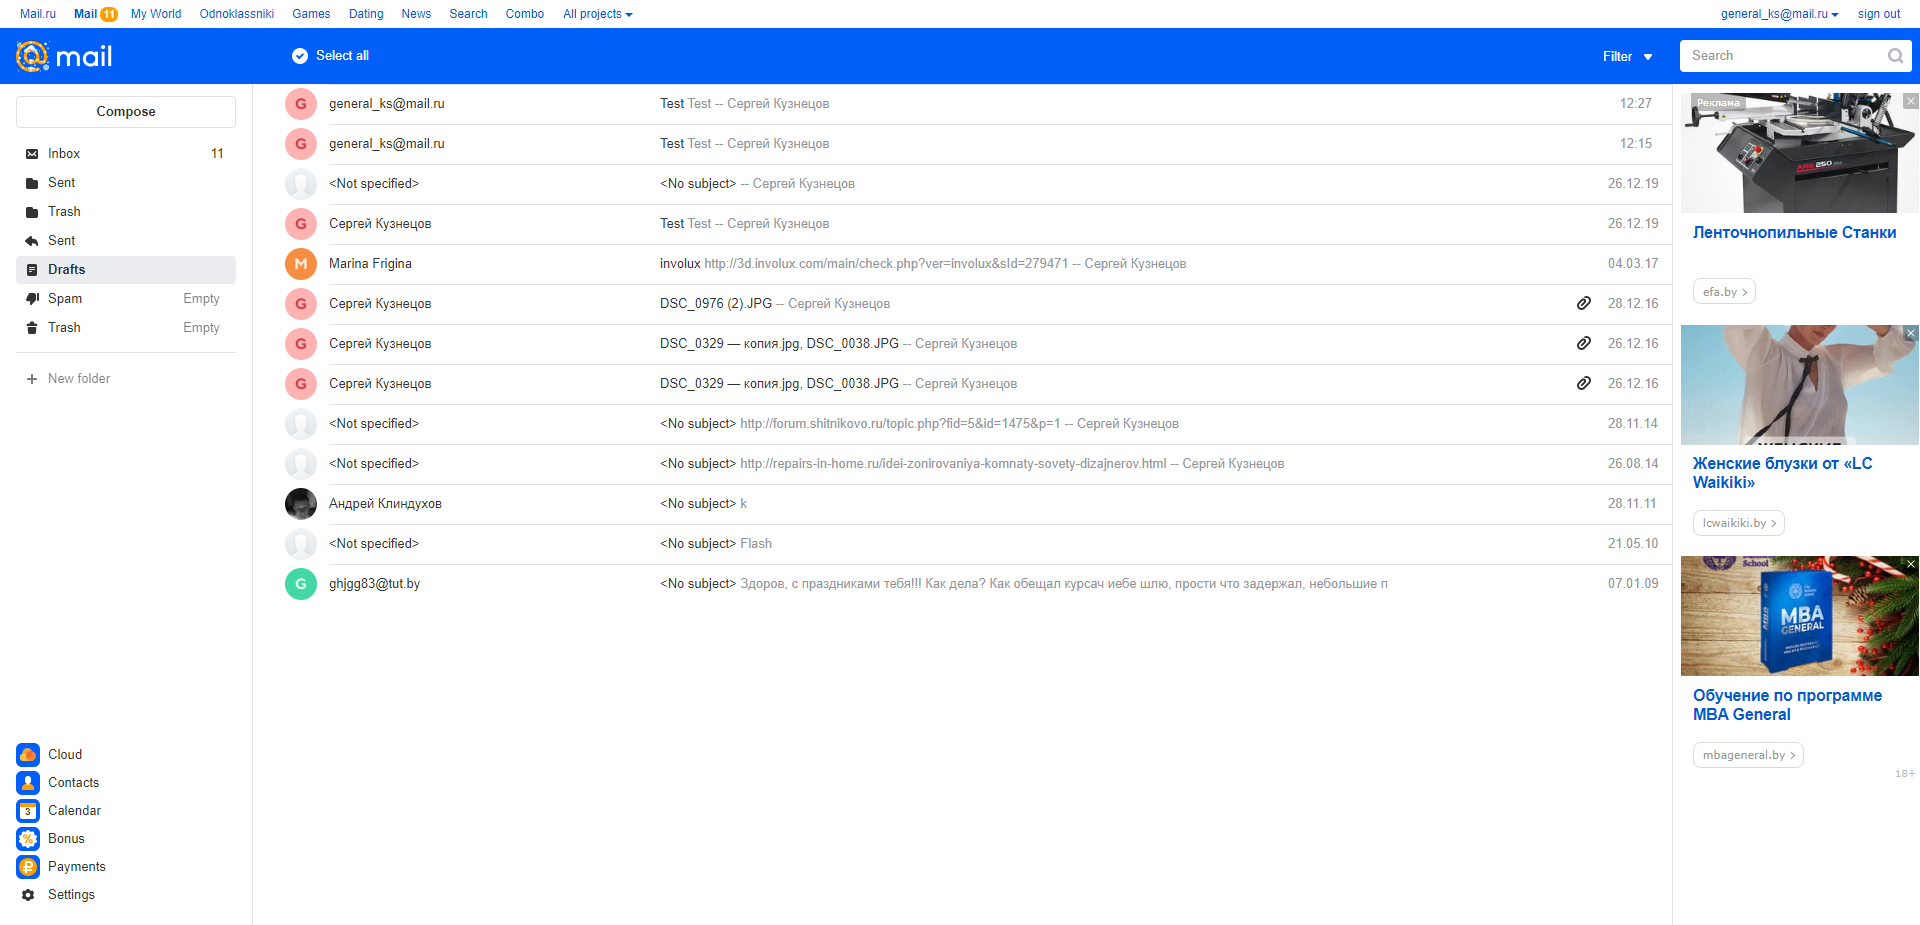 Mail.ru Mail 11 My World Odnoklassniki Games Dating News Search Combo All projects general_ks@mail.ru sign out
mail Select all Filter Search
Compose
Inbox 11
Sent
Trash
Sent
Drafts
Spam Empty
Trash Empty
New folder
Cloud
Contacts
3 Calendar
% Bonus
₽ Payments
Settings
G general_ks@mail.ru Test Test -- Сергей Кузнецов 12:27
G general_ks@mail.ru Test Test -- Сергей Кузнецов 12:15
<Not specified> <No subject> -- Сергей Кузнецов 26.12.19
G Сергей Кузнецов Test Test -- Сергей Кузнецов 26.12.19
M Marina Frigina involux http://3d.involux.com/main/check.php?ver=involux&sId=279471 -- Сергей Кузнецов 04.03.17
G Сергей Кузнецов DSC_0976 (2).JPG -- Сергей Кузнецов 28.12.16
G Сергей Кузнецов DSC_0329 — копия.jpg, DSC_0038.JPG -- Сергей Кузнецов 26.12.16
G Сергей Кузнецов DSC_0329 — копия.jpg, DSC_0038.JPG -- Сергей Кузнецов 26.12.16
<Not specified> <No subject> http://forum.shitnikovo.ru/topic.php?fid=5&id=1475&p=1 -- Сергей Кузнецов 28.11.14
<Not specified> <No subject> http://repairs-in-home.ru/idei-zonirovaniya-komnaty-sovety-dizajnerov.html -- Сергей Кузнецов 26.08.14
Андрей Клиндухов <No subject> k 28.11.11
<Not specified> <No subject> Flash 21.05.10
G ghjgg83@tut.by <No subject> Здоров, с праздниками тебя!!! Как дела? Как обещал курсач иебе шлю, прости что задержал, небольшие п 07.01.09
Реклама
ARG 250
Ленточнопильные Станки
efa.by
Женские блузки от «LC
Waikiki»
lcwaikiki.by
School
MBA
GENERAL
MBA
Обучение по программе
MBA General
mbageneral.by
18+